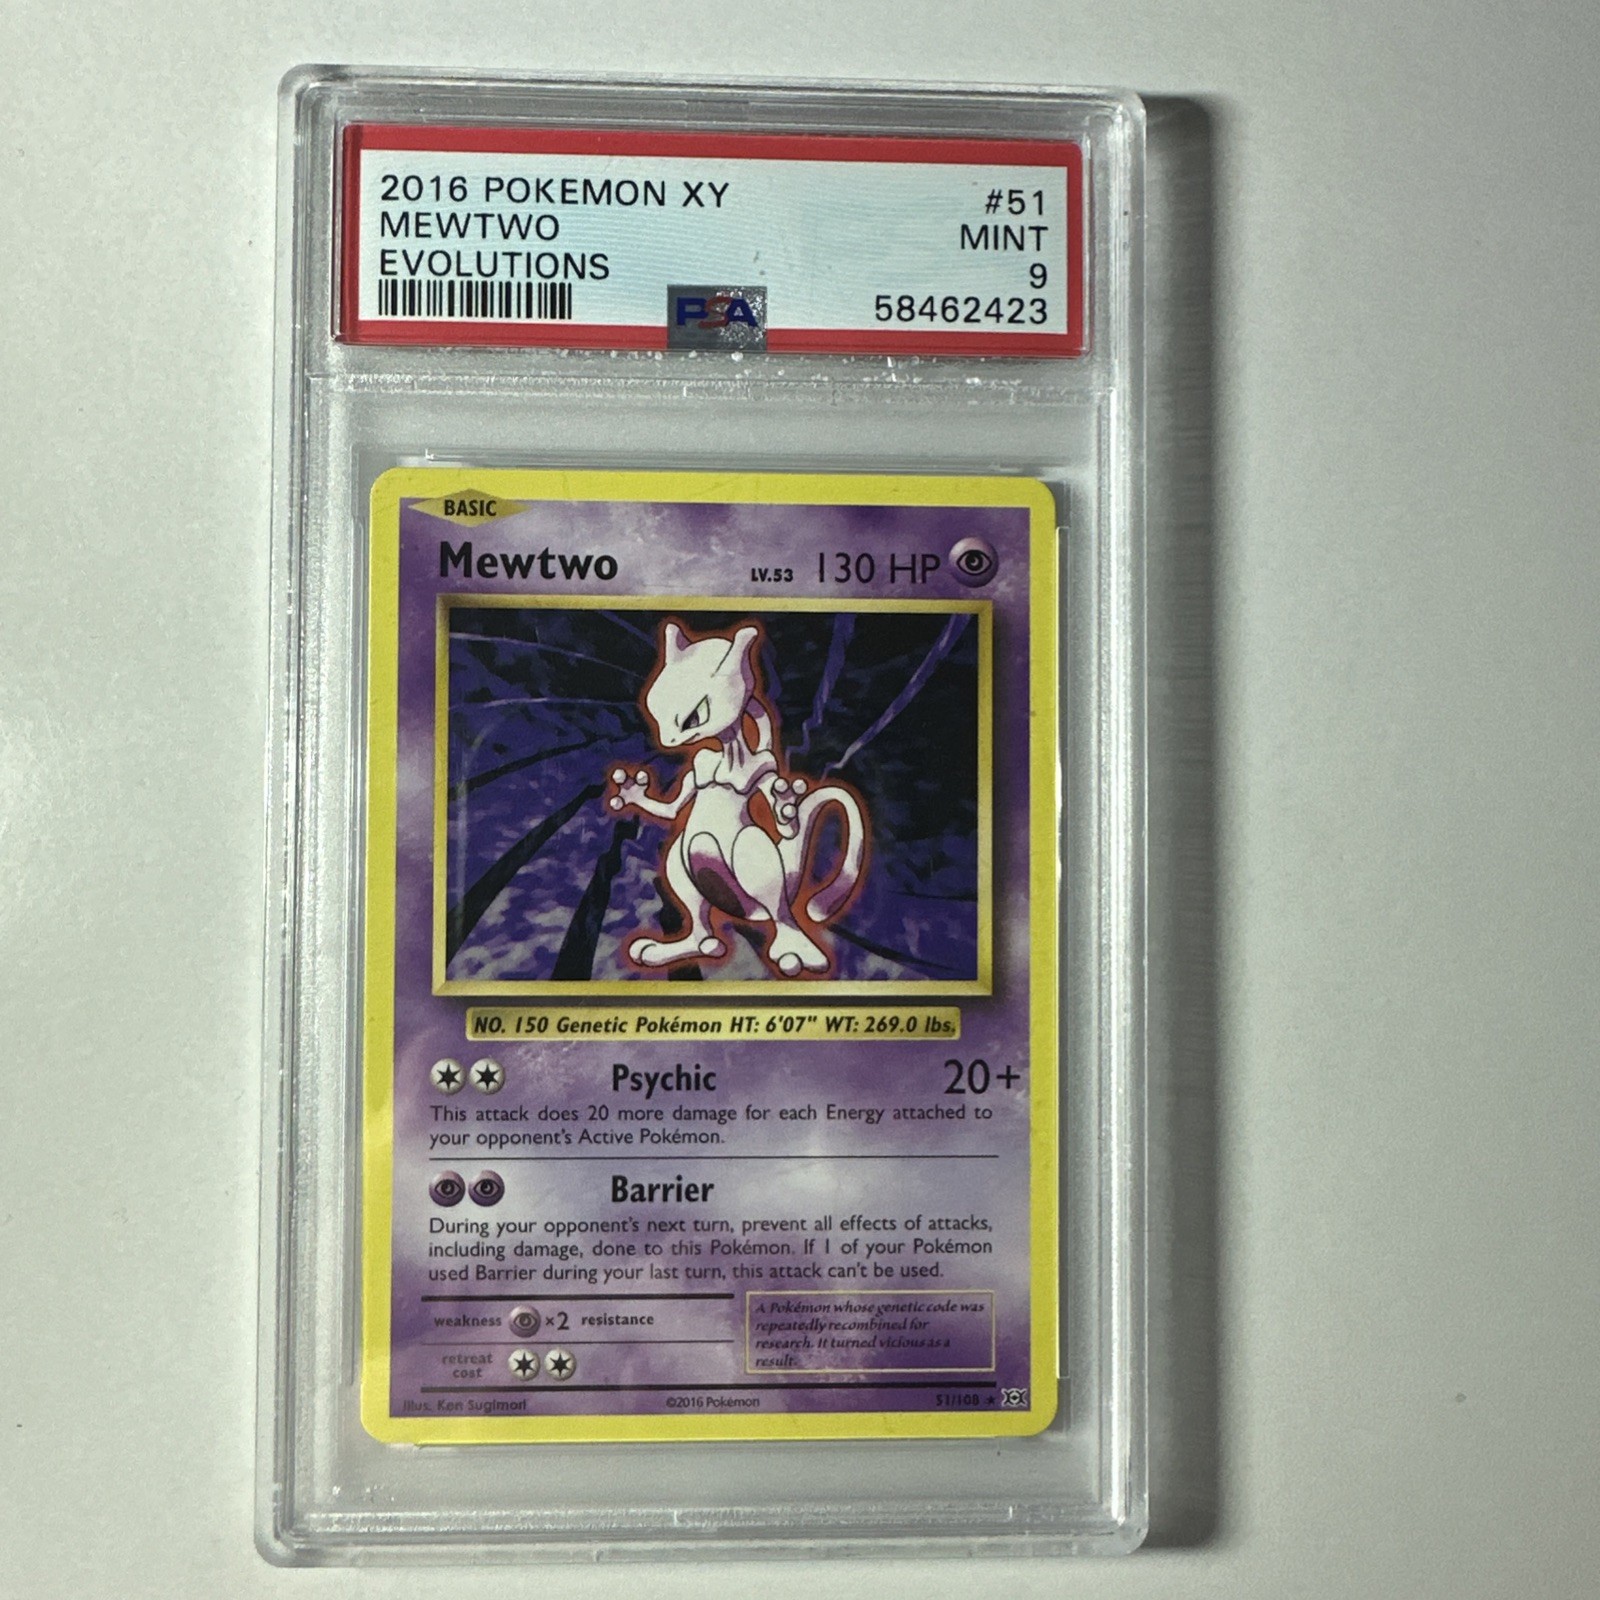 2016 POKEMON XY #51
MEWTWO MINT
EVOLUTIONS 9
PSA 58462423
BASIC
Mewtwo LV.53 130 HP
NO. 150 Genetic Pokémon HT: 6'07" WT: 269.0 lbs.
Psychic 20+
This attack does 20 more damage for each Energy attached to
your opponent's Active Pokémon.
Barrier
During your opponent's next turn, prevent all effects of attacks,
including damage, done to this Pokémon. If 1 of your Pokémon
used Barrier during your last turn, this attack can't be used.
weakness ×2 resistance
retreat
cost
A Pokémon whose genetic code was
repeatedly recombined for
research. It turned vicious as a
result.
Illus. Ken Sugimori ©2016 Pokémon 51/108 ★